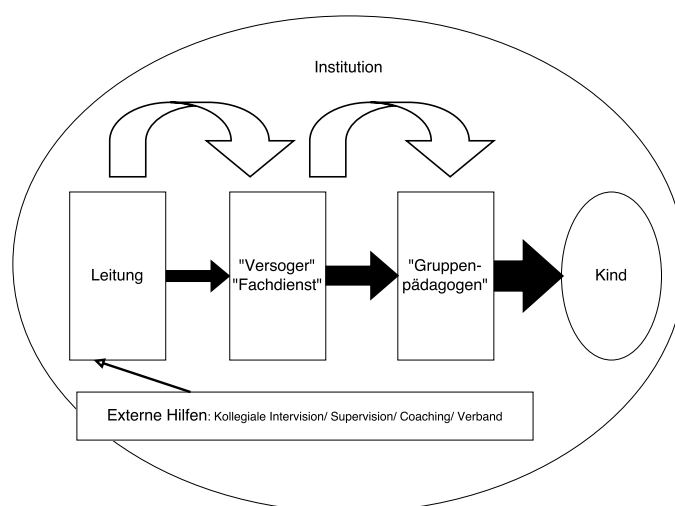 Institution
Leitung
"Versoger"
"Fachdienst"
"Gruppen-
pädagogen"
Kind
Externe Hilfen: Kollegiale Intervision/ Supervision/ Coaching/ Verband